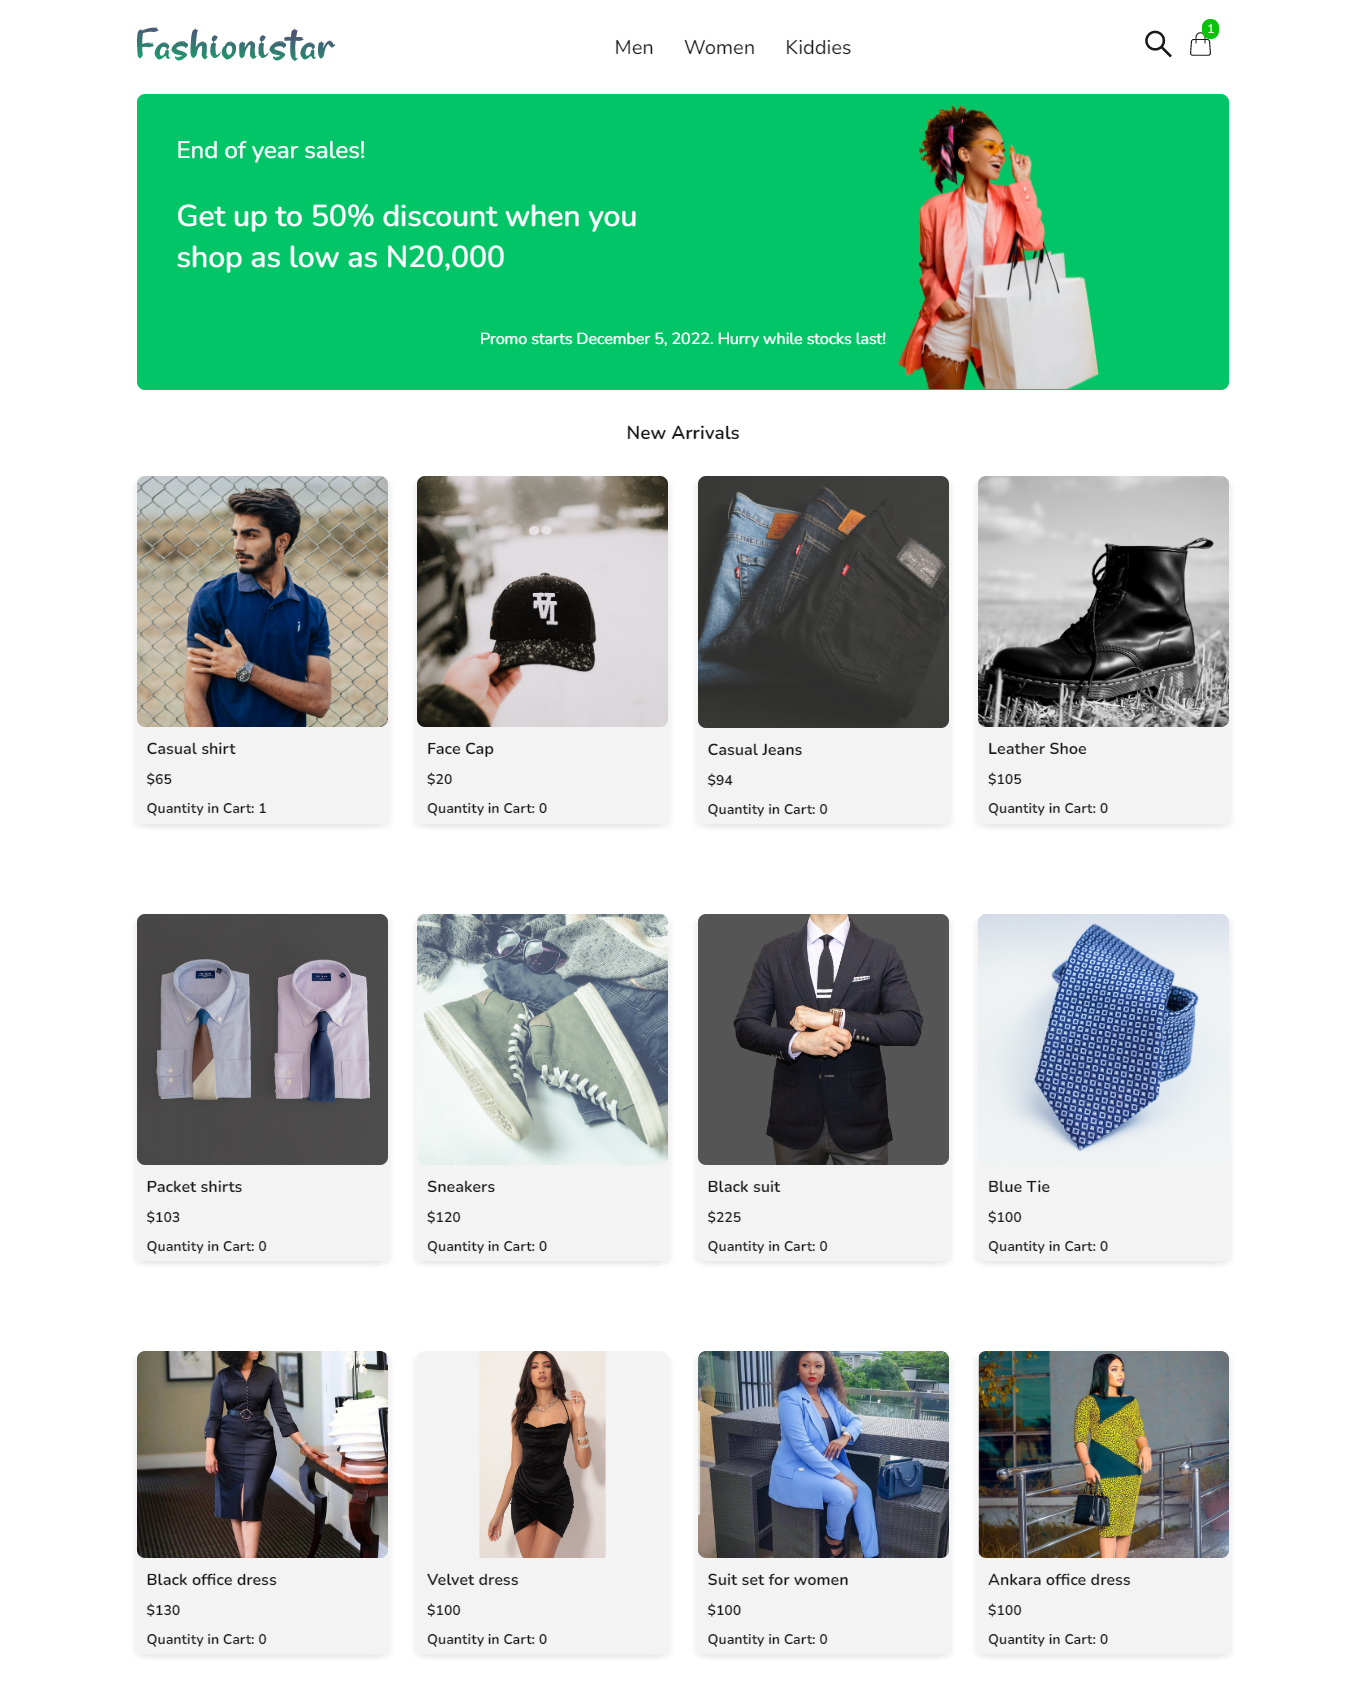 Fashionistar
Men Women Kiddies
1
End of year sales!
Get up to 50% discount when you
shop as low as N20,000
Promo starts December 5, 2022. Hurry while stocks last!
New Arrivals
Casual shirt
$65
Quantity in Cart: 1
Face Cap
$20
Quantity in Cart: 0
Casual Jeans
$94
Quantity in Cart: 0
Leather Shoe
$105
Quantity in Cart: 0
Packet shirts
$103
Quantity in Cart: 0
Sneakers
$120
Quantity in Cart: 0
Black suit
$225
Quantity in Cart: 0
Blue Tie
$100
Quantity in Cart: 0
Black office dress
$130
Quantity in Cart: 0
Velvet dress
$100
Quantity in Cart: 0
Suit set for women
$100
Quantity in Cart: 0
Ankara office dress
$100
Quantity in Cart: 0